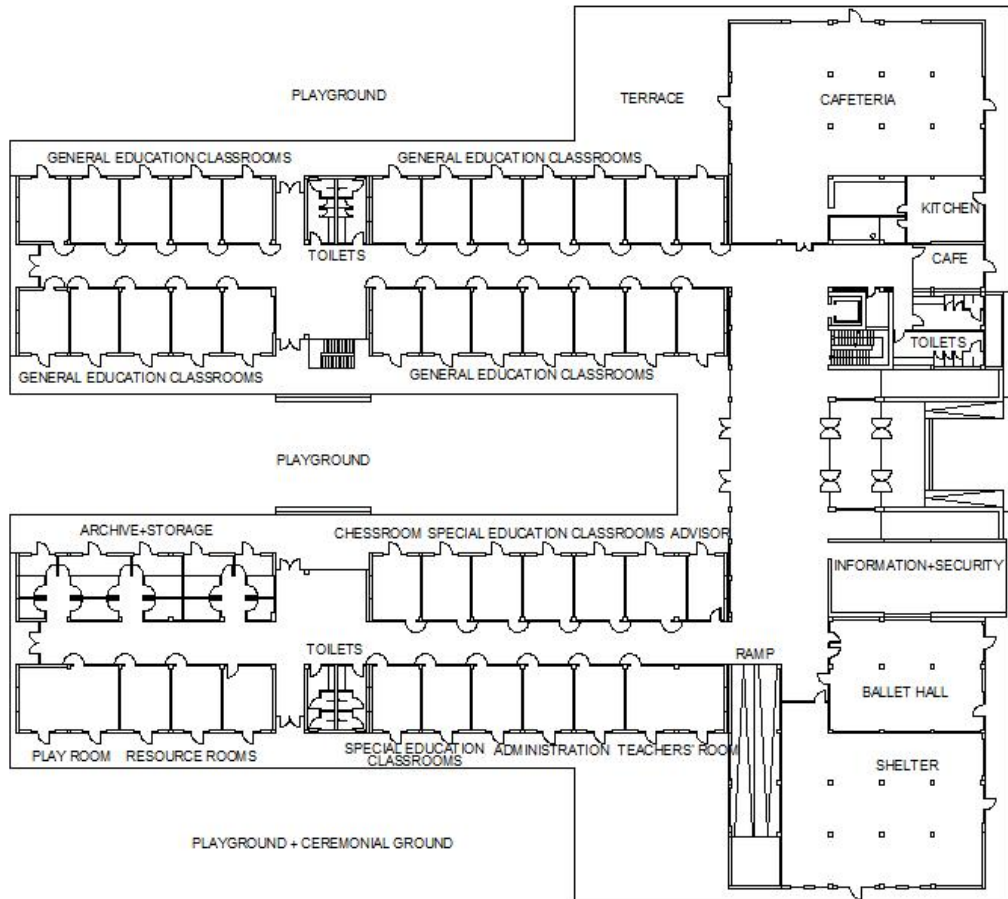 PLAYGROUND
TERRACE
CAFETERIA
GENERAL EDUCATION CLASSROOMS
GENERAL EDUCATION CLASSROOMS
KITCHEN
TOILETS
CAFE
TOILETS
GENERAL EDUCATION CLASSROOMS
GENERAL EDUCATION CLASSROOMS
PLAYGROUND
ARCHIVE+STORAGE
CHESSROOM
SPECIAL EDUCATION CLASSROOMS
ADVISOR
INFORMATION+SECURITY
TOILETS
RAMP
BALLET HALL
PLAY ROOM
RESOURCE ROOMS
SPECIAL EDUCATION
CLASSROOMS
ADMINISTRATION
TEACHERS' ROOM
SHELTER
PLAYGROUND + CEREMONIAL GROUND